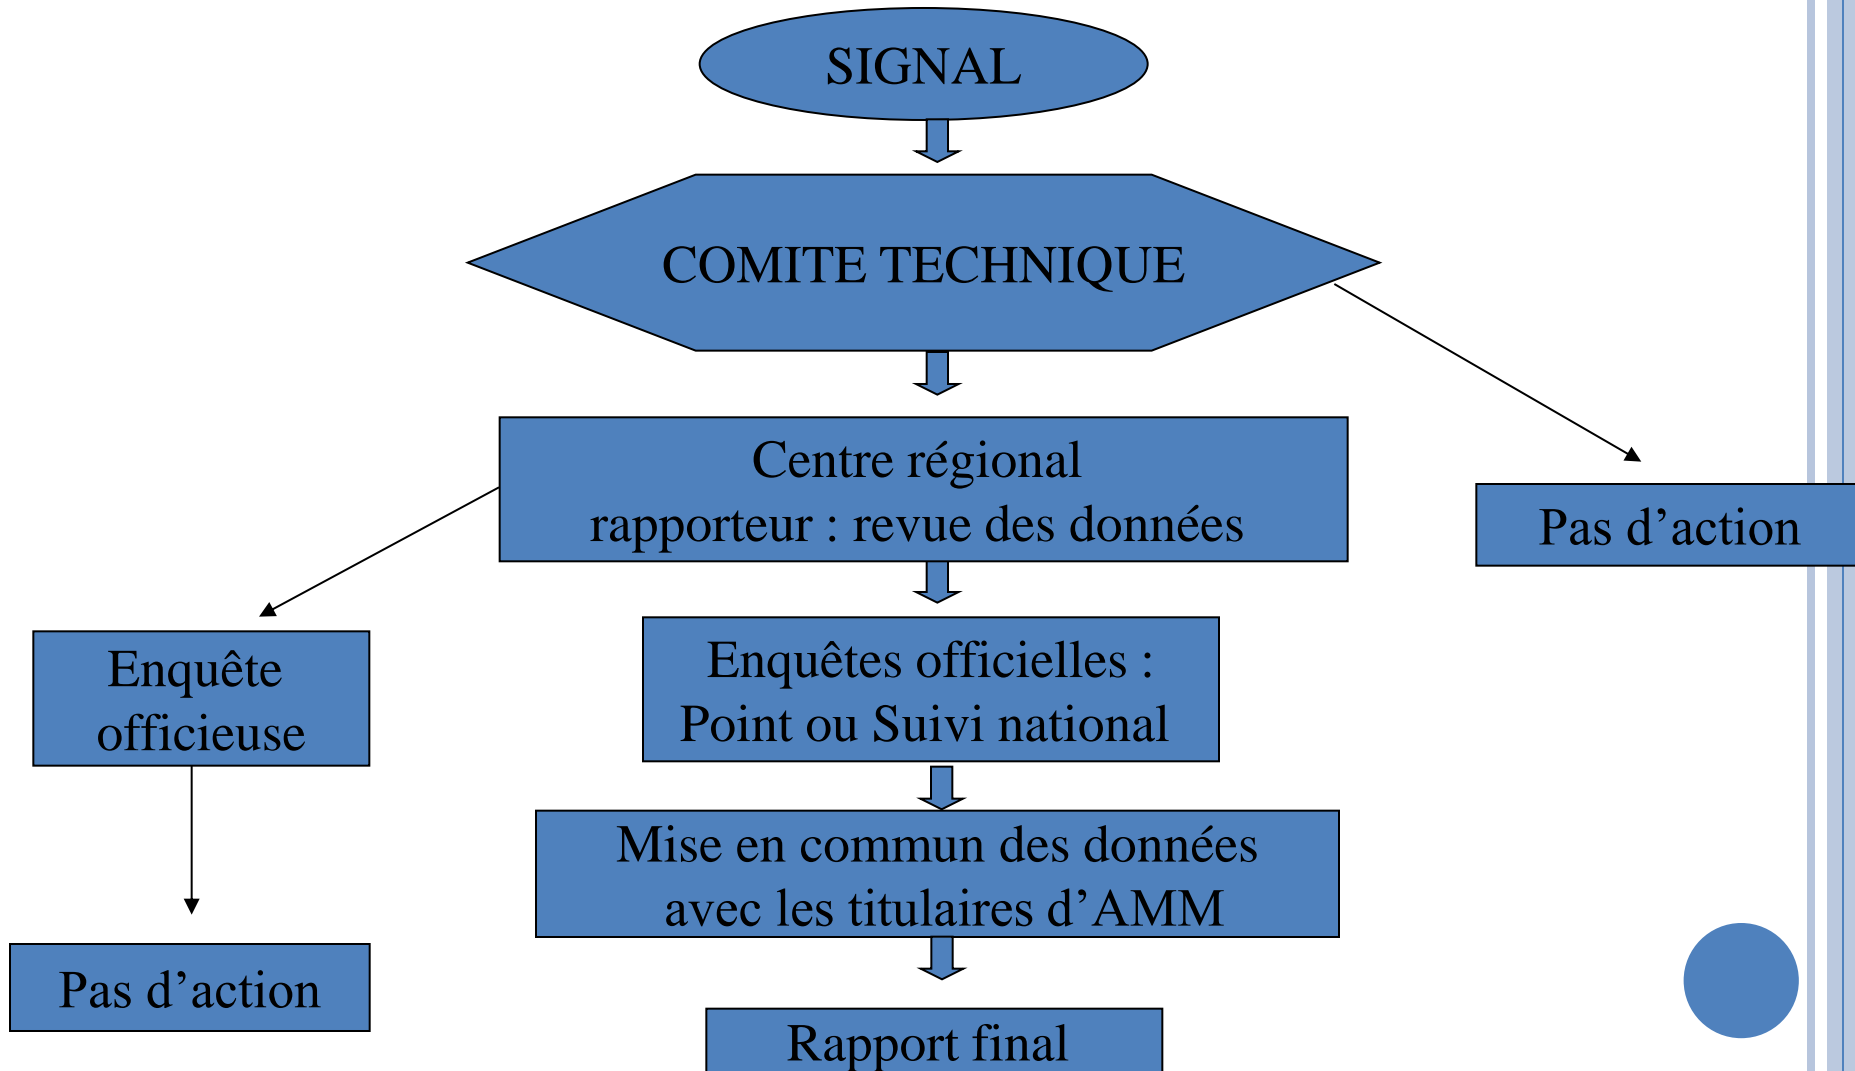 SIGNAL
COMITE TECHNIQUE
Centre régional
rapporteur : revue des données
Pas d’action
Enquête
officieuse
Enquêtes officielles :
Point ou Suivi national
Mise en commun des données
avec les titulaires d’AMM
Pas d’action
Rapport final